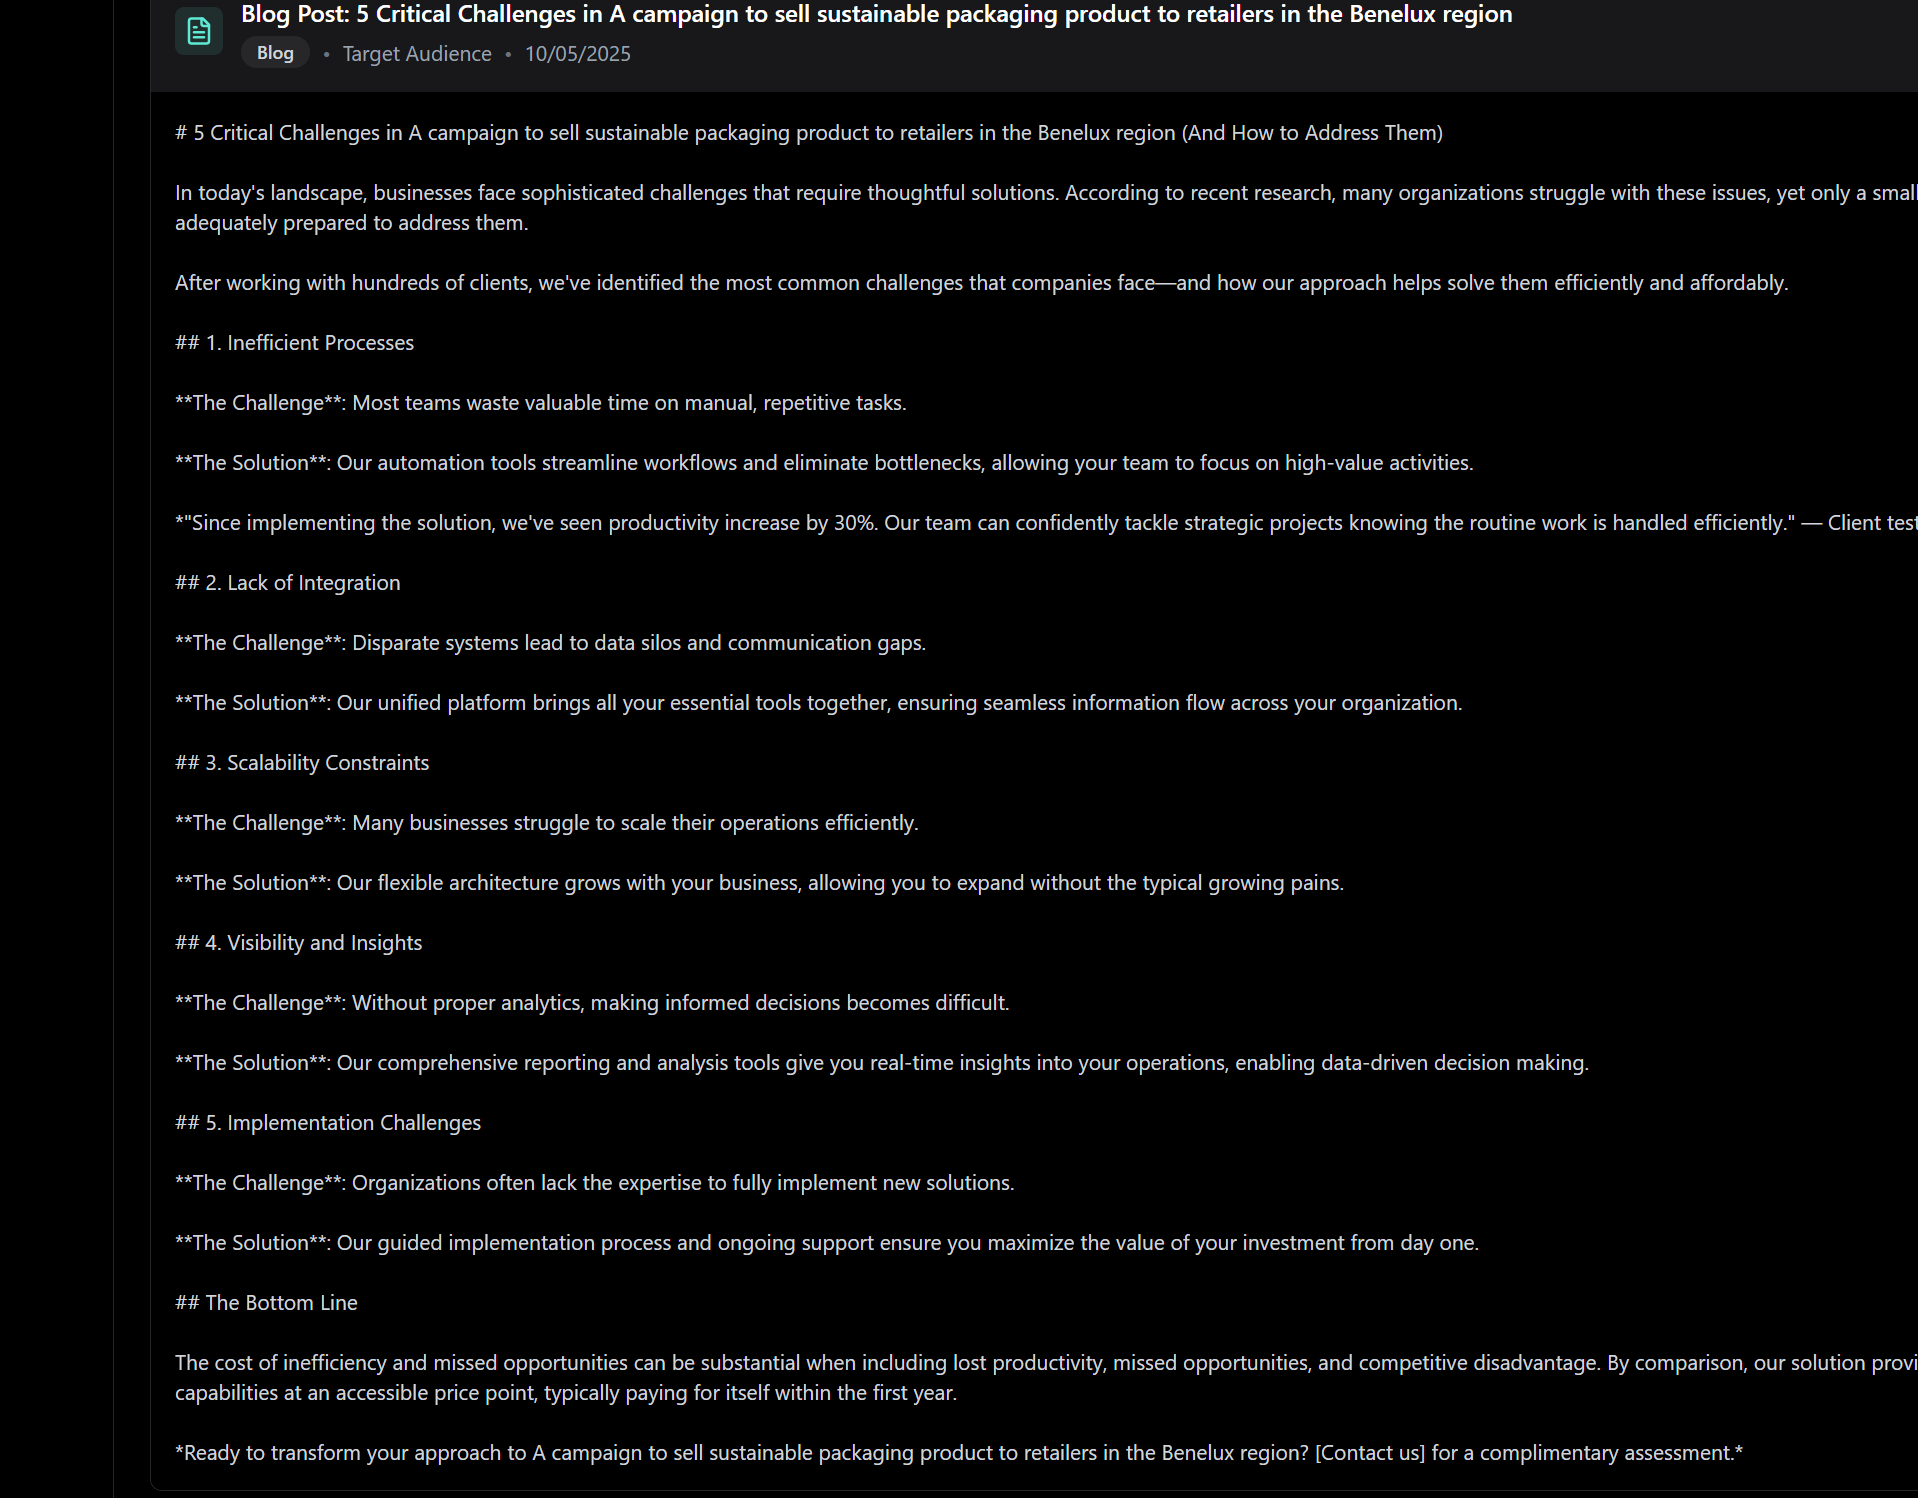 Blog Post: 5 Critical Challenges in A campaign to sell sustainable packaging product to retailers in the Benelux region
Blog • Target Audience • 10/05/2025
# 5 Critical Challenges in A campaign to sell sustainable packaging product to retailers in the Benelux region (And How to Address Them)
In today's landscape, businesses face sophisticated challenges that require thoughtful solutions. According to recent research, many organizations struggle with these issues, yet only a small
adequately prepared to address them.
After working with hundreds of clients, we've identified the most common challenges that companies face—and how our approach helps solve them efficiently and affordably.
## 1. Inefficient Processes
**The Challenge**: Most teams waste valuable time on manual, repetitive tasks.
**The Solution**: Our automation tools streamline workflows and eliminate bottlenecks, allowing your team to focus on high-value activities.
*"Since implementing the solution, we've seen productivity increase by 30%. Our team can confidently tackle strategic projects knowing the routine work is handled efficiently." — Client test
## 2. Lack of Integration
**The Challenge**: Disparate systems lead to data silos and communication gaps.
**The Solution**: Our unified platform brings all your essential tools together, ensuring seamless information flow across your organization.
## 3. Scalability Constraints
**The Challenge**: Many businesses struggle to scale their operations efficiently.
**The Solution**: Our flexible architecture grows with your business, allowing you to expand without the typical growing pains.
## 4. Visibility and Insights
**The Challenge**: Without proper analytics, making informed decisions becomes difficult.
**The Solution**: Our comprehensive reporting and analysis tools give you real-time insights into your operations, enabling data-driven decision making.
## 5. Implementation Challenges
**The Challenge**: Organizations often lack the expertise to fully implement new solutions.
**The Solution**: Our guided implementation process and ongoing support ensure you maximize the value of your investment from day one.
## The Bottom Line
The cost of inefficiency and missed opportunities can be substantial when including lost productivity, missed opportunities, and competitive disadvantage. By comparison, our solution provi
capabilities at an accessible price point, typically paying for itself within the first year.
*Ready to transform your approach to A campaign to sell sustainable packaging product to retailers in the Benelux region? [Contact us] for a complimentary assessment.*